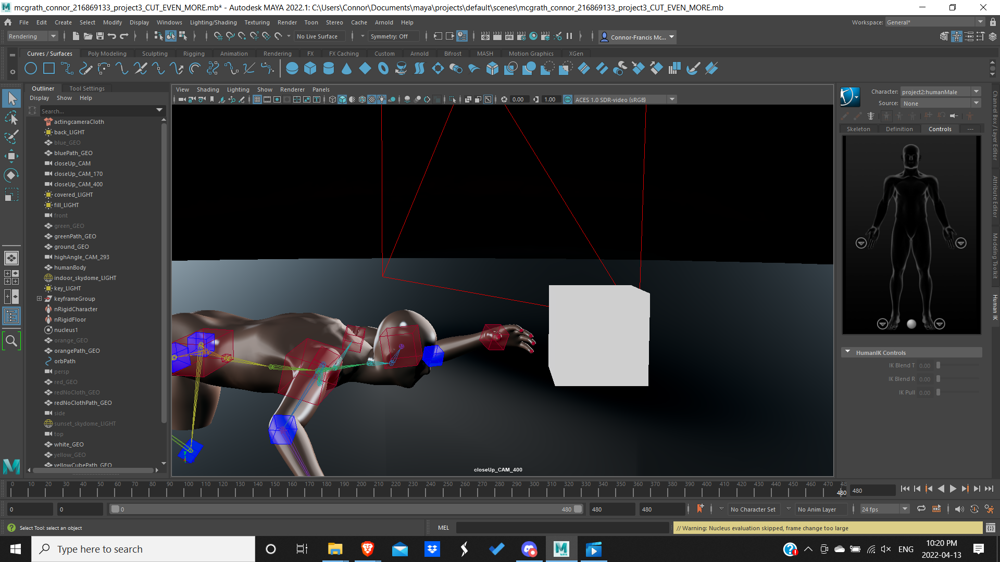 mcgrath_connor_216869133_project3_CUT_EVEN_MORE.mb* - Autodesk MAYA 2022.1: C:\Users\Connor\Documents\maya\projects\default\scenes\mcgrath_connor_216869133_project3_CUT_EVEN_MORE.mb
File Edit Create Select Modify Display Windows Lighting/Shading Texturing Render Toon Stereo Cache Arnold Help Workspace: General*
Rendering No Live Surface Symmetry: Off IPR Connor-Francis Mc...
Curves / Surfaces Poly Modeling Sculpting Rigging Animation Rendering FX FX Caching Custom Arnold Bifrost MASH Motion Graphics XGen
Outliner Tool Settings
Display Show Help
Search...
actingcameraCloth
back_LIGHT
blue_GEO
bluePath_GEO
closeUp_CAM
closeUp_CAM_170
closeUp_CAM_400
covered_LIGHT
fill_LIGHT
front
green_GEO
greenPath_GEO
ground_GEO
highAngle_CAM_293
humanBody
indoor_skydome_LIGHT
key_LIGHT
keyframeGroup
nRigidCharacter
nRigidFloor
nucleus1
orange_GEO
orangePath_GEO
orbPath
persp
red_GEO
redNoCloth_GEO
redNoClothPath_GEO
side
sunset_skydome_LIGHT
top
white_GEO
yellow_GEO
yellowCubePath_GEO
View Shading Lighting Show Renderer Panels
0.00 1.00 ON ACES 1.0 SDR-video (sRGB)
closeUp_CAM_400
Character: project2:humanMale
Source: None
Skeleton Definition Controls ---
HumanIK Controls
IK Blend T 0.00
IK Blend R 0.00
IK Pull 0.00
Channel Box / Layer Editor
Attribute Editor
Modeling Toolkit
Human IK
0 10 20 30 40 50 60 70 80 90 100 110 120 130 140 150 160 170 180 190 200 210 220 230 240 250 260 270 280 290 300 310 320 330 340 350 360 370 380 390 400 410 420 430 440 450 460 470 48
480 480
0 0 0 480 480 480 No Character Set No Anim Layer 24 fps
Select Tool: select an object MEL // Warning: Nucleus evaluation skipped, frame change too large
Type here to search MAYA ENG 10:20 PM
2022-04-13